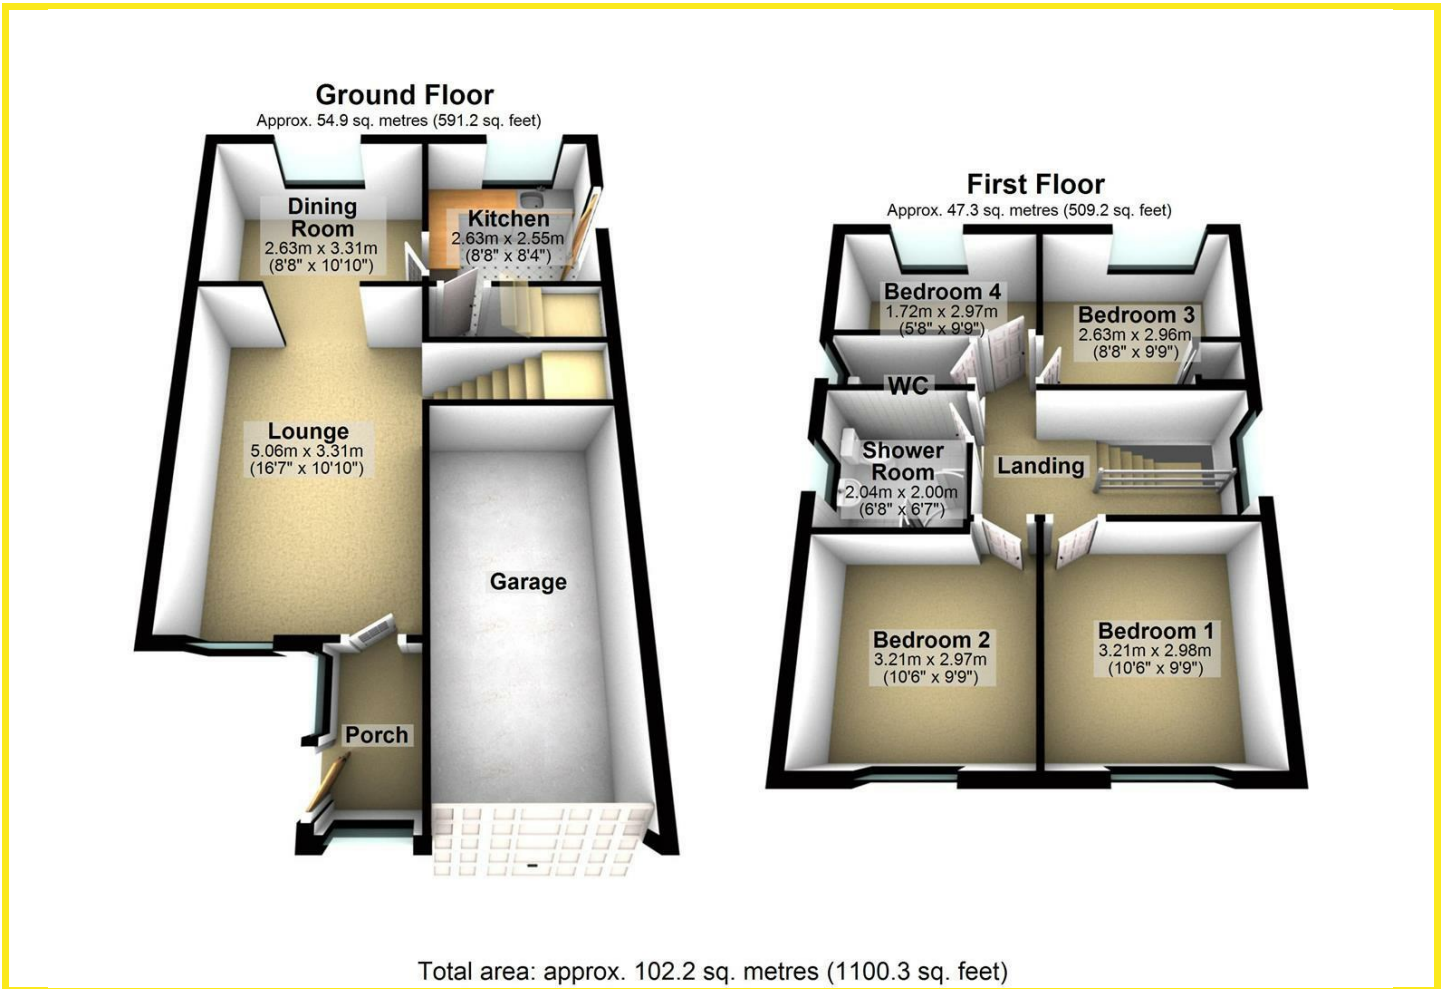 Ground Floor
Approx. 54.9 sq. metres (591.2 sq. feet)
Dining
Room
2.63m x 3.31m
(8'8" x 10'10")
Kitchen
2.63m x 2.55m
(8'8" x 8'4")
Lounge
5.06m x 3.31m
(16'7" x 10'10")
Garage
Porch
First Floor
Approx. 47.3 sq. metres (509.2 sq. feet)
Bedroom 4
1.72m x 2.97m
(5'8" x 9'9")
Bedroom 3
2.63m x 2.96m
(8'8" x 9'9")
WC
Shower
Room
2.04m x 2.00m
(6'8" x 6'7")
Landing
Bedroom 2
3.21m x 2.97m
(10'6" x 9'9")
Bedroom 1
3.21m x 2.98m
(10'6" x 9'9")
Total area: approx. 102.2 sq. metres (1100.3 sq. feet)